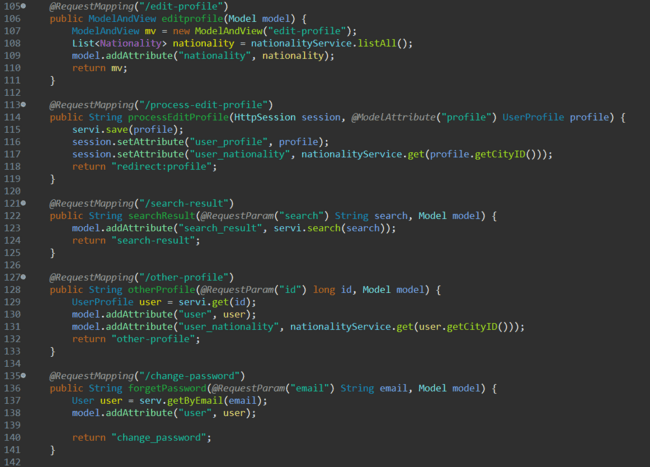 105 @RequestMapping("/edit-profile")
106 public ModelAndView editprofile(Model model) {
107 ModelAndView mv = new ModelAndView("edit-profile");
108 List<Nationality> nationality = nationalityService.listAll();
109 model.addAttribute("nationality", nationality);
110 return mv;
111 }
112
113 @RequestMapping("/process-edit-profile")
114 public String processEditProfile(HttpSession session, @ModelAttribute("profile") UserProfile profile) {
115 servi.save(profile);
116 session.setAttribute("user_profile", profile);
117 session.setAttribute("user_nationality", nationalityService.get(profile.getCityID()));
118 return "redirect:profile";
119 }
120
121 @RequestMapping("/search-result")
122 public String searchResult(@RequestParam("search") String search, Model model) {
123 model.addAttribute("search_result", servi.search(search));
124 return "search-result";
125 }
126
127 @RequestMapping("/other-profile")
128 public String otherProfile(@RequestParam("id") long id, Model model) {
129 UserProfile user = servi.get(id);
130 model.addAttribute("user", user);
131 model.addAttribute("user_nationality", nationalityService.get(user.getCityID()));
132 return "other-profile";
133 }
134
135 @RequestMapping("/change-password")
136 public String forgetPassword(@RequestParam("email") String email, Model model) {
137 User user = serv.getByEmail(email);
138 model.addAttribute("user", user);
139
140 return "change_password";
141 }
142